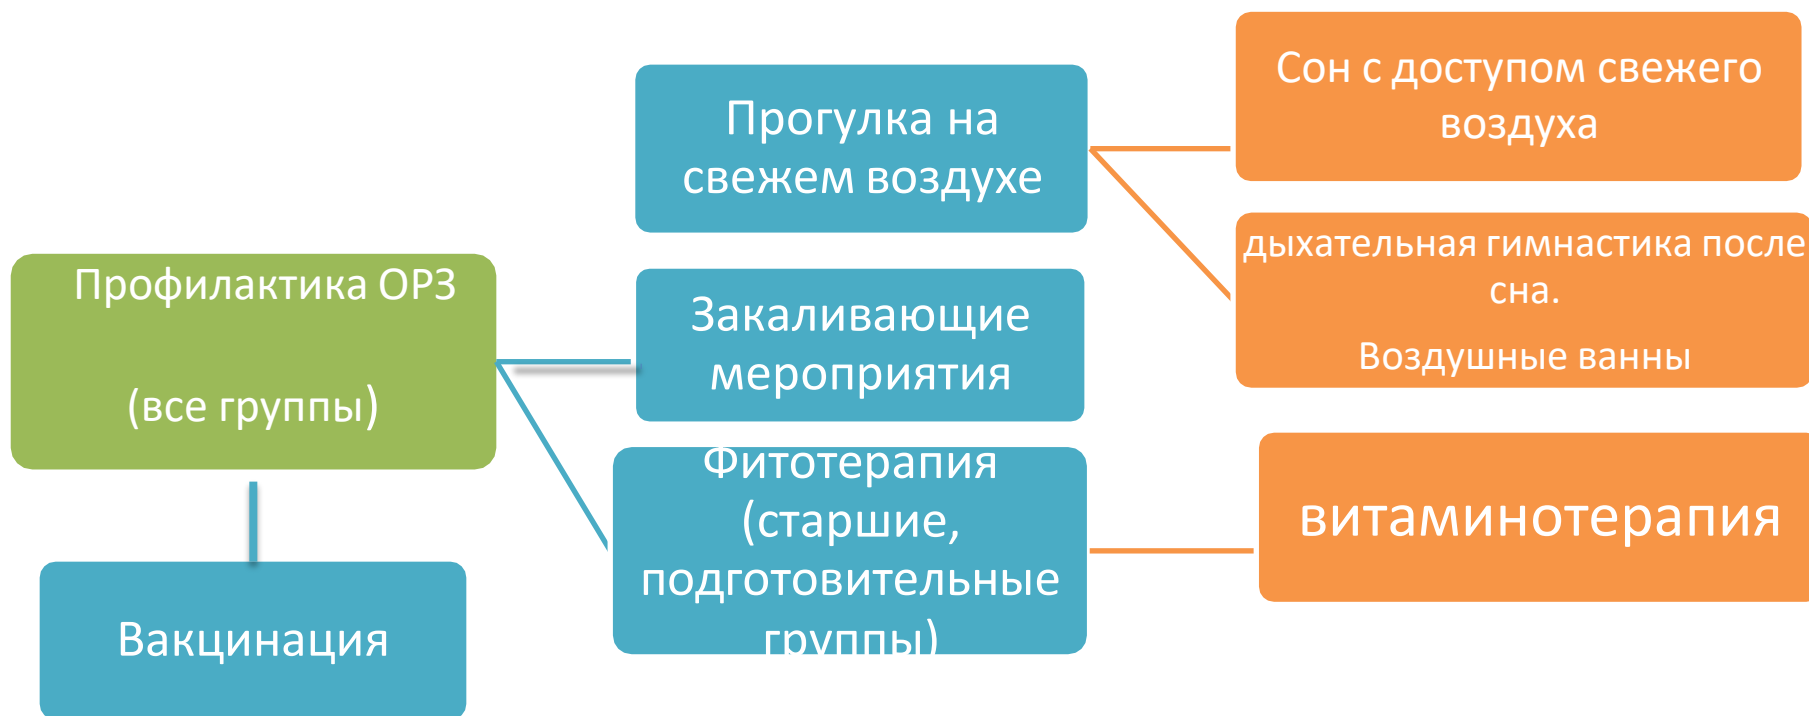 Профилактика ОРЗ
(все группы)
Вакцинация
Прогулка на
свежем воздухе
Закаливающие
мероприятия
Фитотерапия
(старшие,
подготовительные
группы)
Сон с доступом свежего
воздуха
дыхательная гимнастика после
сна.
Воздушные ванны
витаминотерапия